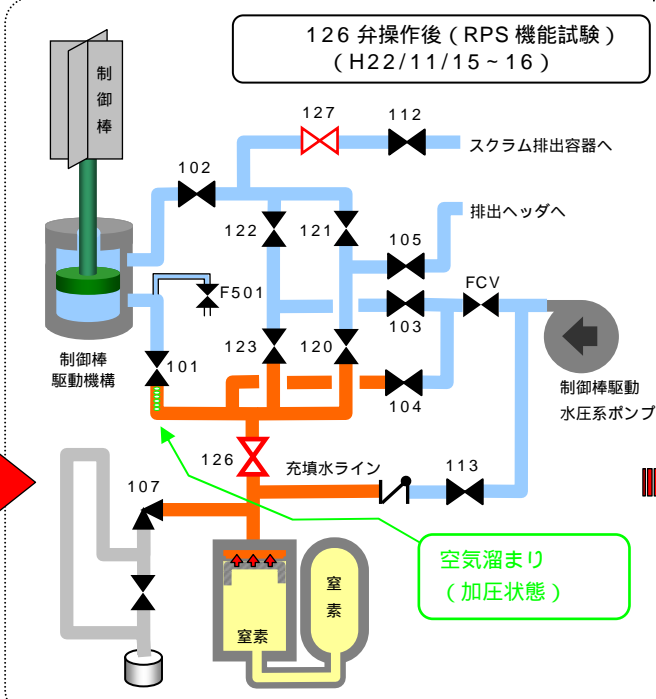 126弁操作後(RPS機能試験)
(H22/11/15~16)
制
御
棒
127
112
スクラム排出容器へ
102
122
121
排出ヘッダへ
105
F501
FCV
103
123
120
制御棒
駆動機構
101
104
制御棒駆動
水圧系ポンプ
126
充填水ライン
113
107
空気溜まり
(加圧状態)
窒
素
窒素